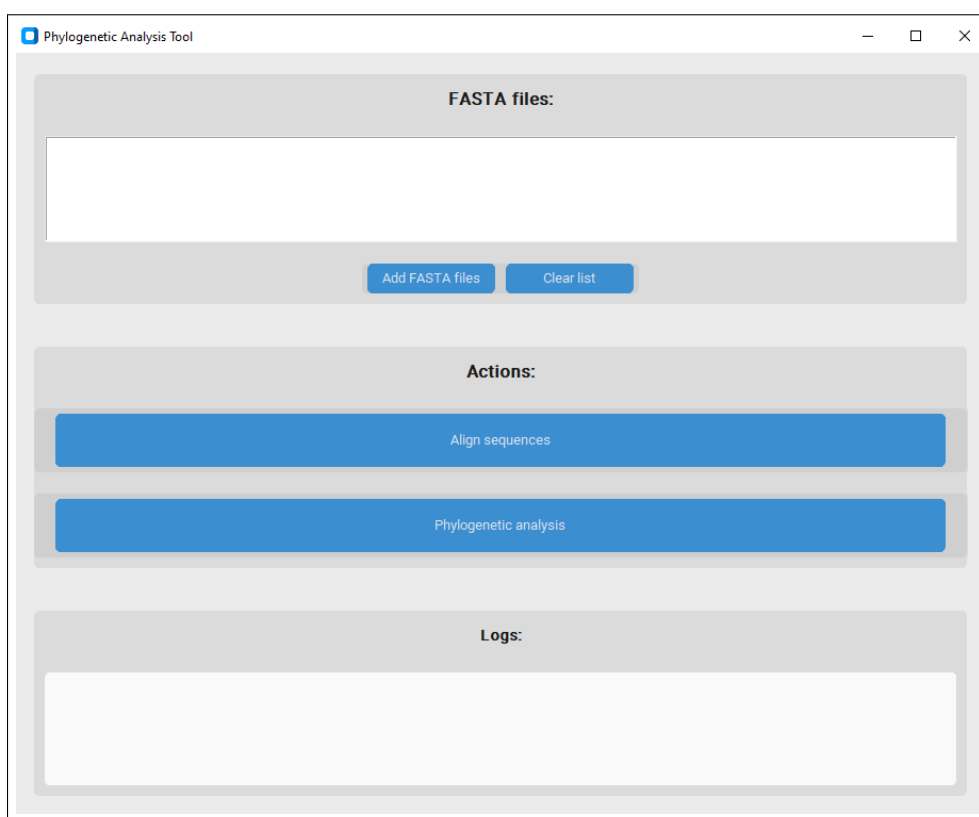 Phylogenetic Analysis Tool
FASTA files:
Add FASTA files Clear list
Actions:
Align sequences
Phylogenetic analysis
Logs: